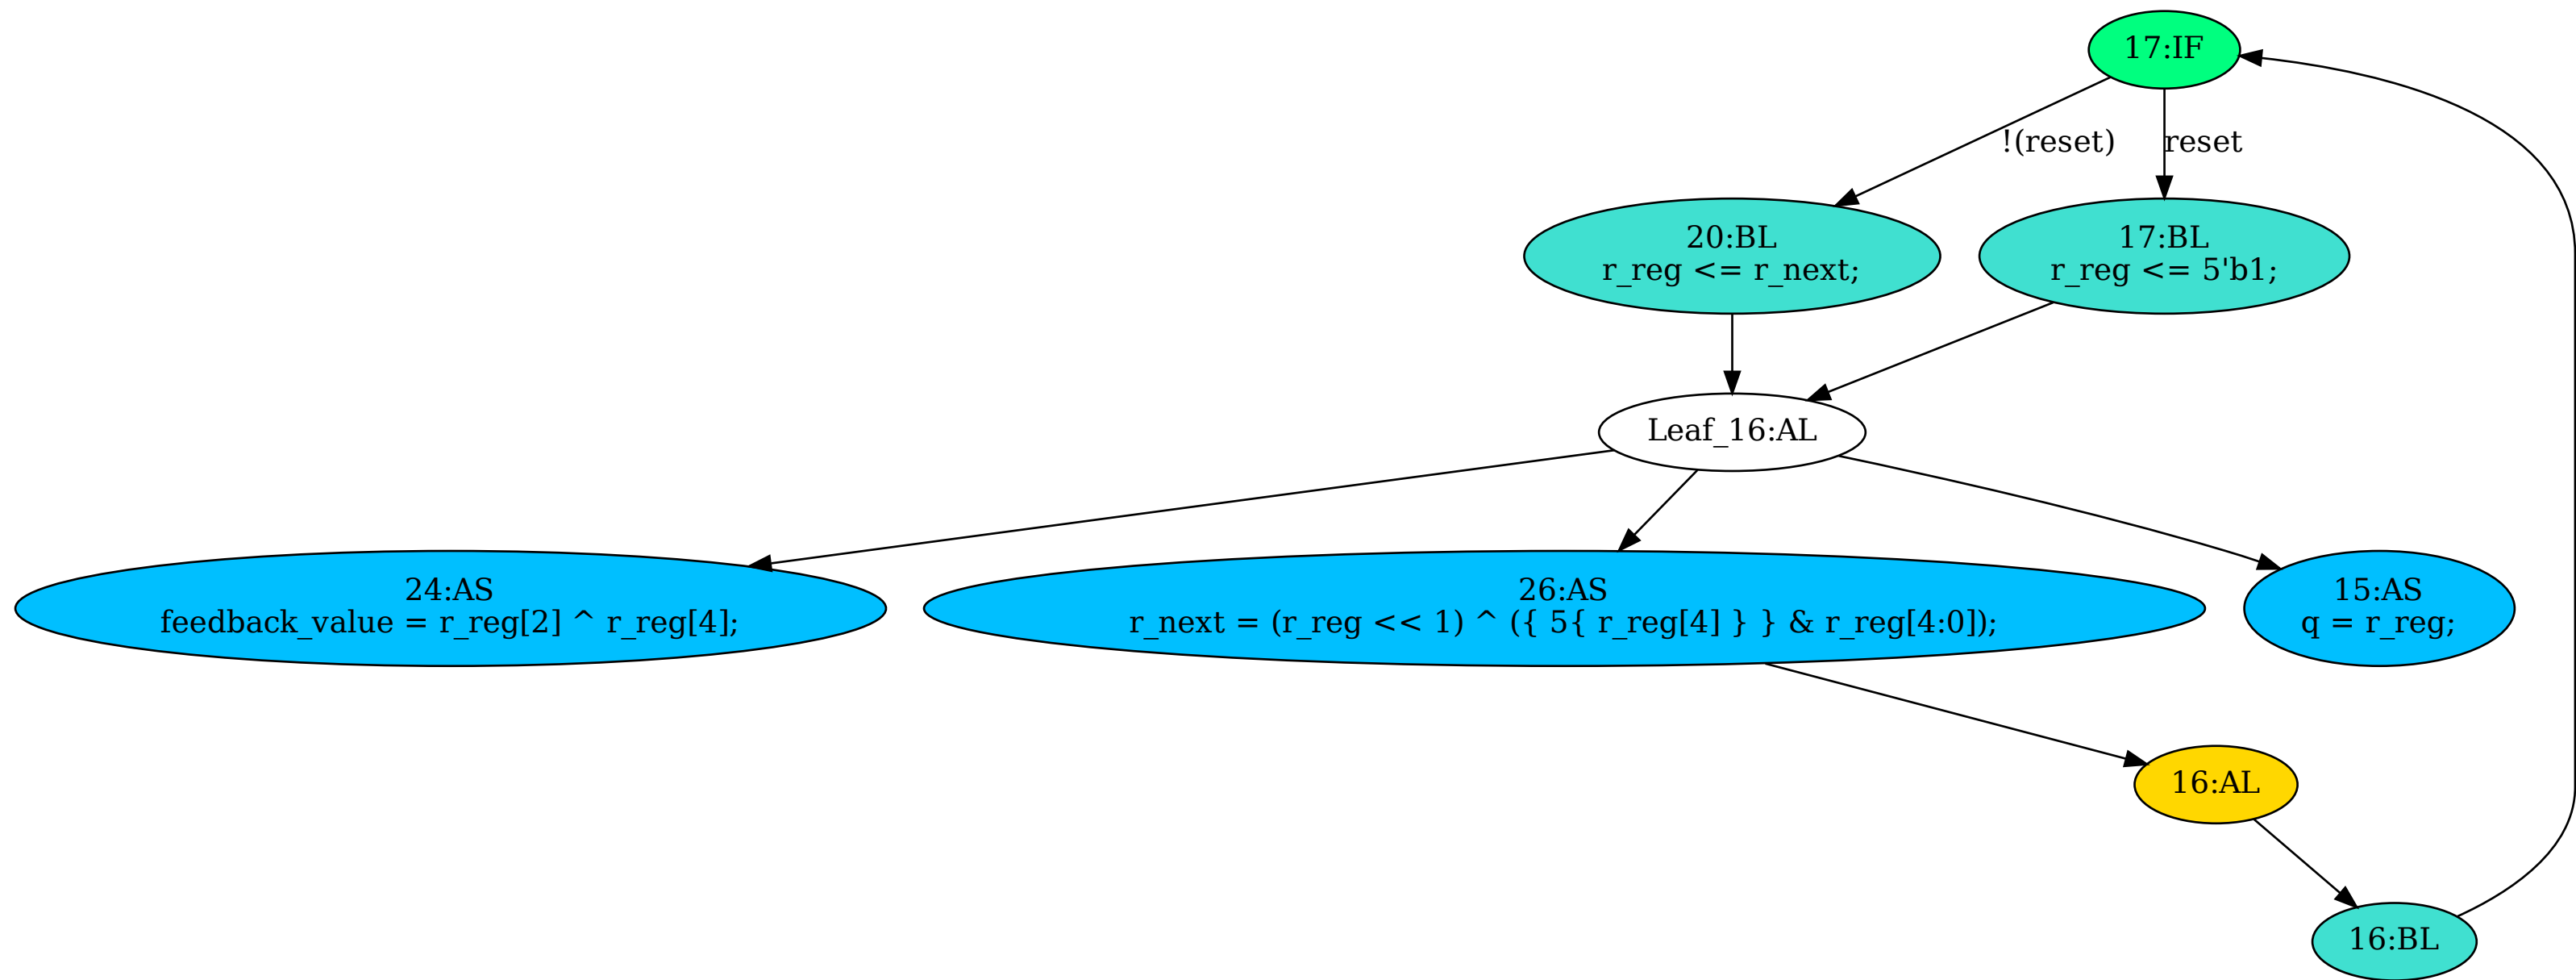 17:IF
!(reset)
reset
20:BL
r_reg <= r_next;
17:BL
r_reg <= 5'b1;
Leaf_16:AL
24:AS
feedback_value = r_reg[2] ^ r_reg[4];
26:AS
r_next = (r_reg << 1) ^ ({ 5{ r_reg[4] } } & r_reg[4:0]);
15:AS
q = r_reg;
16:AL
16:BL